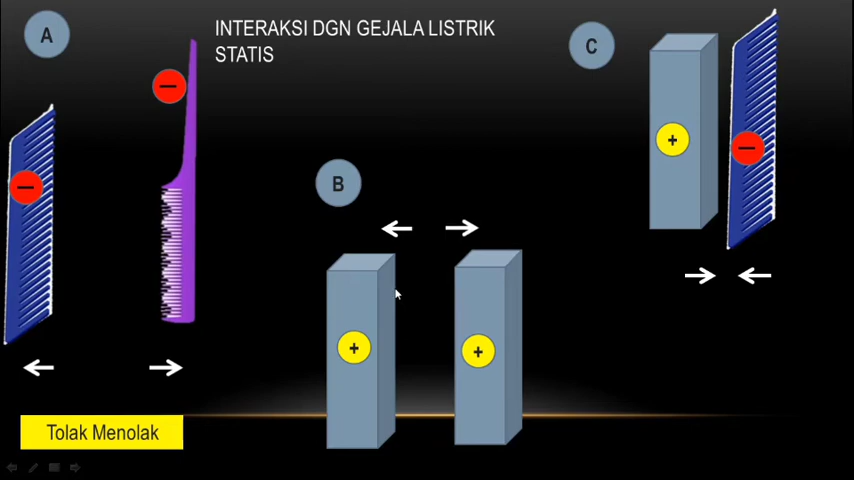 A
INTERAKSI DGN GEJALA LISTRIK
STATIS
C
B
+
+
+
Tolak Menolak